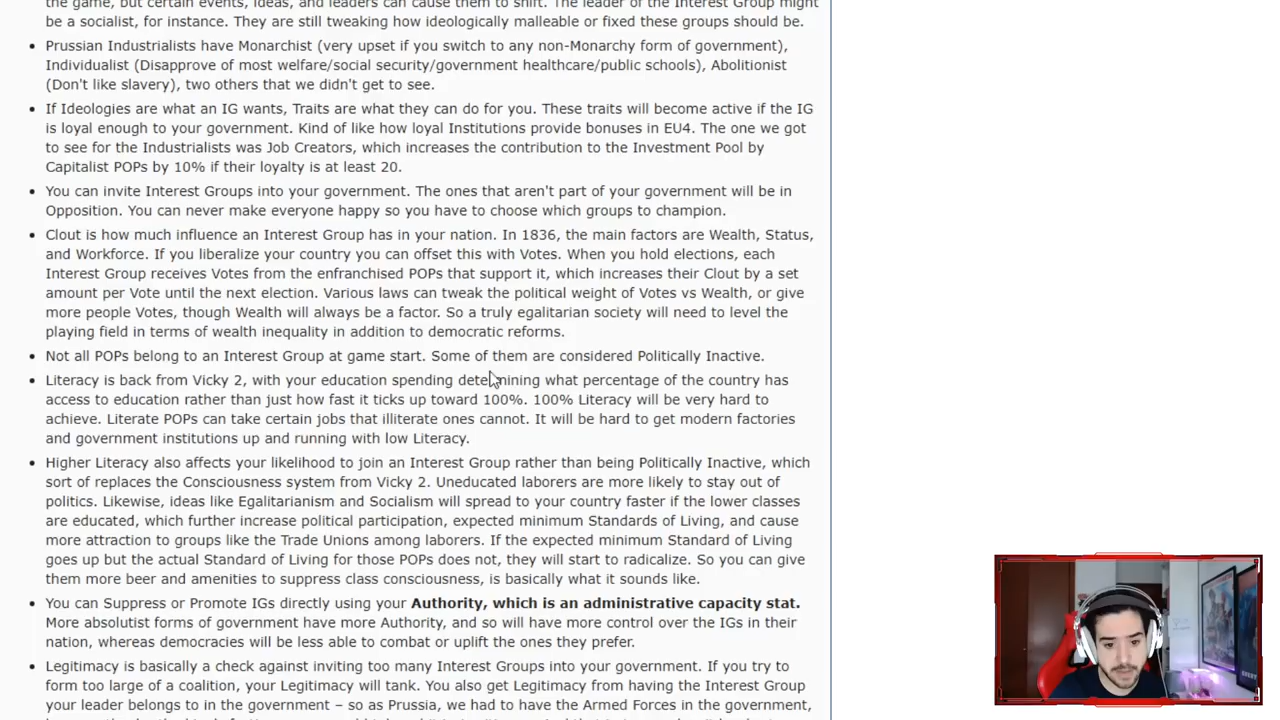 the game, but certain events, ideas, and leaders can cause them to shift. The leader of the Interest Group might
be a socialist, for instance. They are still tweaking how ideologically malleable or fixed these groups should be.
• Prussian Industrialists have Monarchist (very upset if you switch to any non-Monarchy form of government),
Individualist (Disapprove of most welfare/social security/government healthcare/public schools), Abolitionist
(Don't like slavery), two others that we didn't get to see.
• If Ideologies are what an IG wants, Traits are what they can do for you. These traits will become active if the IG
is loyal enough to your government. Kind of like how loyal Institutions provide bonuses in EU4. The one we got
to see for the Industrialists was Job Creators, which increases the contribution to the Investment Pool by
Capitalist POPs by 10% if their loyalty is at least 20.
• You can invite Interest Groups into your government. The ones that aren't part of your government will be in
Opposition. You can never make everyone happy so you have to choose which groups to champion.
• Clout is how much influence an Interest Group has in your nation. In 1836, the main factors are Wealth, Status,
and Workforce. If you liberalize your country you can offset this with Votes. When you hold elections, each
Interest Group receives Votes from the enfranchised POPs that support it, which increases their Clout by a set
amount per Vote until the next election. Various laws can tweak the political weight of Votes vs Wealth, or give
more people Votes, though Wealth will always be a factor. So a truly egalitarian society will need to level the
playing field in terms of wealth inequality in addition to democratic reforms.
• Not all POPs belong to an Interest Group at game start. Some of them are considered Politically Inactive.
• Literacy is back from Vicky 2, with your education spending determining what percentage of the country has
access to education rather than just how fast it ticks up toward 100%. 100% Literacy will be very hard to
achieve. Literate POPs can take certain jobs that illiterate ones cannot. It will be hard to get modern factories
and government institutions up and running with low Literacy.
• Higher Literacy also affects your likelihood to join an Interest Group rather than being Politically Inactive, which
sort of replaces the Consciousness system from Vicky 2. Uneducated laborers are more likely to stay out of
politics. Likewise, ideas like Egalitarianism and Socialism will spread to your country faster if the lower classes
are educated, which further increase political participation, expected minimum Standards of Living, and cause
more attraction to groups like the Trade Unions among laborers. If the expected minimum Standard of Living
goes up but the actual Standard of Living for those POPs does not, they will start to radicalize. So you can give
them more beer and amenities to suppress class consciousness, is basically what it sounds like.
• You can Suppress or Promote IGs directly using your Authority, which is an administrative capacity stat.
More absolutist forms of government have more Authority, and so will have more control over the IGs in their
nation, whereas democracies will be less able to combat or uplift the ones they prefer.
• Legitimacy is basically a check against inviting too many Interest Groups into your government. If you try to
form too large of a coalition, your Legitimacy will tank. You also get Legitimacy from having the Interest Group
your leader belongs to in the government – so as Prussia, we had to have the Armed Forces in the government,